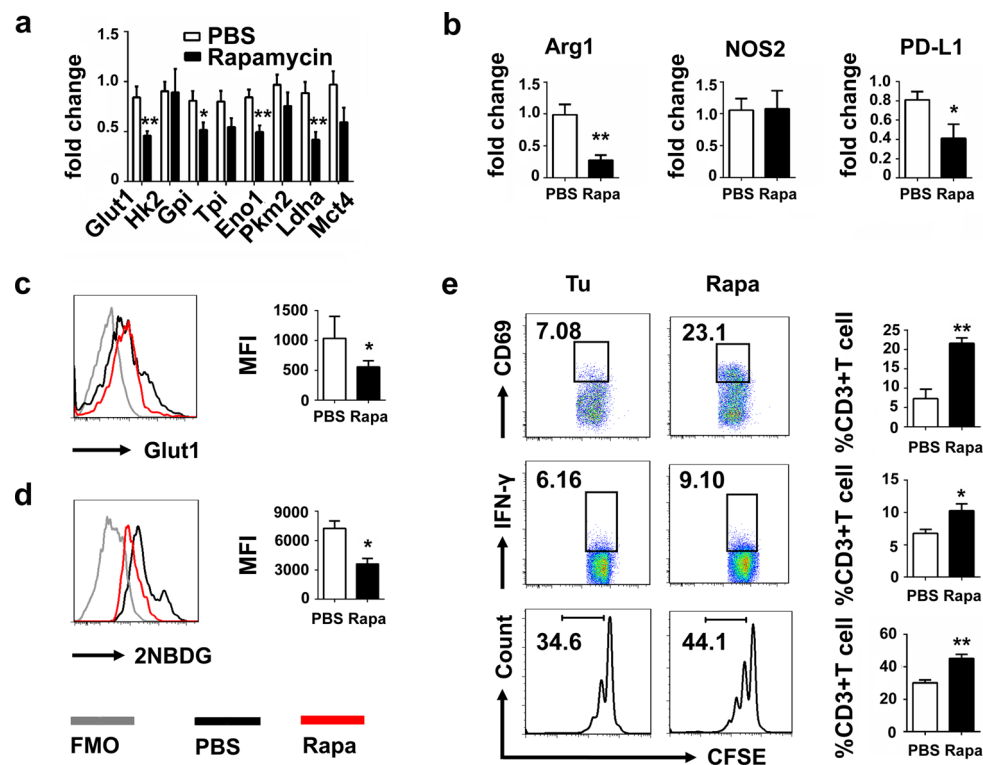 a
PBS
Rapamycin
fold change
1.5
1.0
0.5
0.0
** * ** **
Glut1 Hk2 Gpi Tpi Eno1 Pkm2 Ldha Mct4
b
Arg1
fold change
1.5
1.0
0.5
0.0
**
PBS Rapa
NOS2
fold change
1.5
1.0
0.5
0.0
PBS Rapa
PD-L1
fold change
1.0
0.8
0.6
0.4
0.2
0.0
*
PBS Rapa
c
Glut1
MFI
1500
1000
500
0
*
PBS Rapa
d
2NBDG
MFI
9000
6000
3000
0
*
PBS Rapa
FMO PBS Rapa
e
Tu Rapa
CD69
7.08 23.1
%CD3+T cell
25
20
15
10
5
0
**
PBS Rapa
IFN-γ
6.16 9.10
%CD3+T cell
15
10
5
0
*
PBS Rapa
Count
34.6 44.1
CFSE
%CD3+T cell
60
40
20
0
**
PBS Rapa